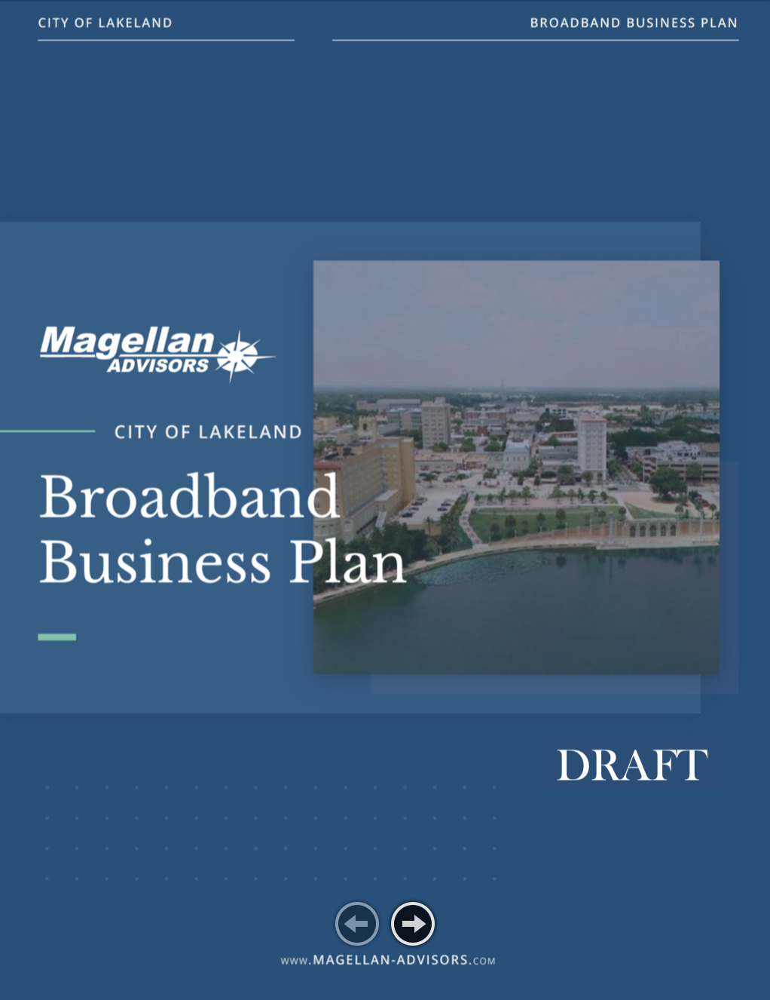 CITY OF LAKELAND
BROADBAND BUSINESS PLAN
Magellan
ADVISORS
CITY OF LAKELAND
Broadband
Business Plan
DRAFT
WWW.MAGELLAN-ADVISORS.COM